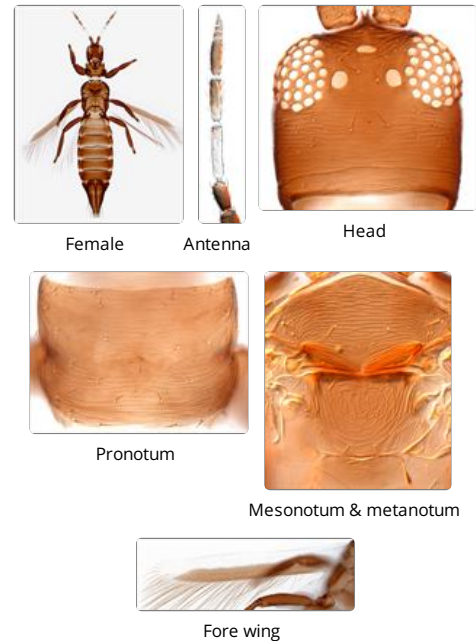 Female
Antenna
Head
Pronotum
Mesonotum & metanotum
Fore wing